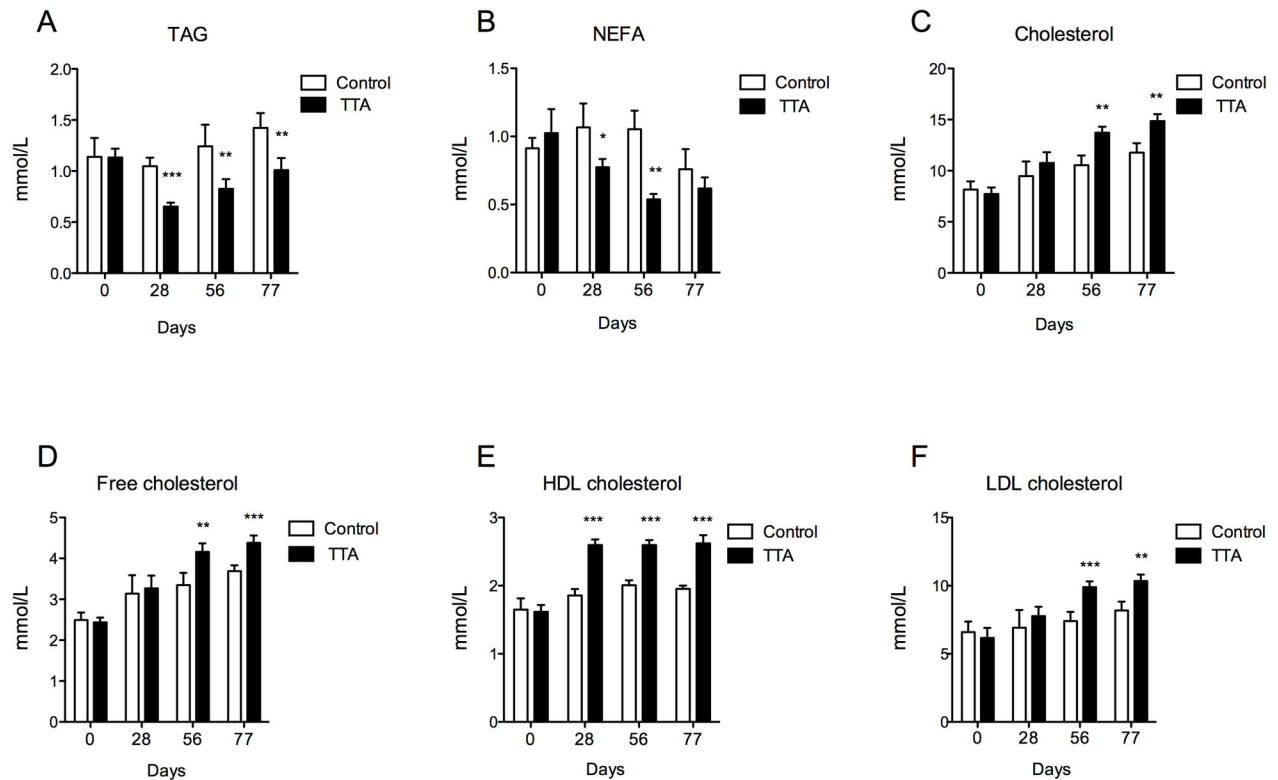 A
TAG
mmol/L
2.0
1.5
1.0
0.5
0.0
***
**
**
0 28 56 77
Days
Control
TTA
B
NEFA
mmol/L
1.5
1.0
0.5
0.0
*
**
0 28 56 77
Days
Control
TTA
C
Cholesterol
mmol/L
20
15
10
5
0
**
**
0 28 56 77
Days
Control
TTA
D
Free cholesterol
mmol/L
5
4
3
2
1
0
**
***
0 28 56 77
Days
Control
TTA
E
HDL cholesterol
mmol/L
3
2
1
0
***
***
***
0 28 56 77
Days
Control
TTA
F
LDL cholesterol
mmol/L
15
10
5
0
***
**
0 28 56 77
Days
Control
TTA